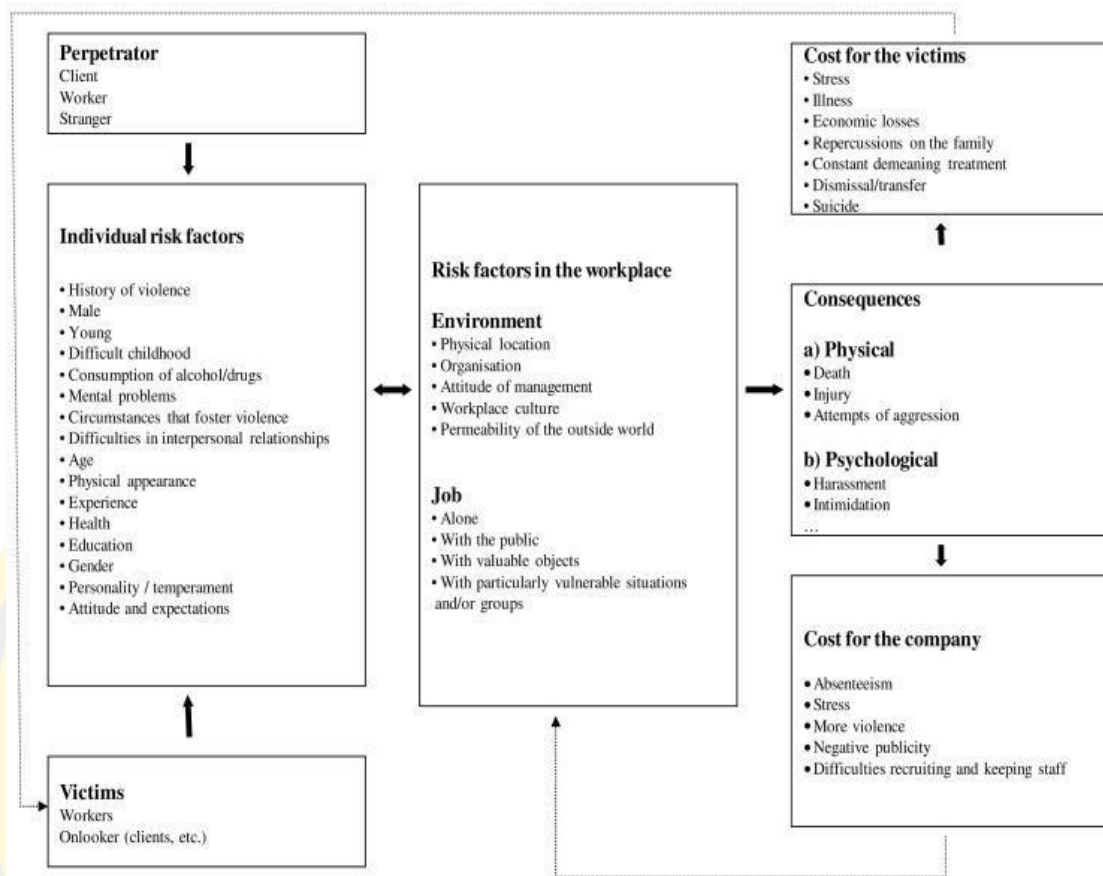 Perpetrator
Client
Worker
Stranger
Individual risk factors
• History of violence
• Male
• Young
• Difficult childhood
• Consumption of alcohol/drugs
• Mental problems
• Circumstances that foster violence
• Difficulties in interpersonal relationships
• Age
• Physical appearance
• Experience
• Health
• Education
• Gender
• Personality / temperament
• Attitude and expectations
Victims
Workers
Onlooker (clients, etc.)
Risk factors in the workplace
Environment
• Physical location
• Organisation
• Attitude of management
• Workplace culture
• Permeability of the outside world
Job
• Alone
• With the public
• With valuable objects
• With particularly vulnerable situations
and/or groups
Cost for the victims
• Stress
• Illness
• Economic losses
• Repercussions on the family
• Constant demeaning treatment
• Dismissal/transfer
• Suicide
Consequences
a) Physical
• Death
• Injury
• Attempts of aggression
b) Psychological
• Harassment
• Intimidation
...
Cost for the company
• Absenteeism
• Stress
• More violence
• Negative publicity
• Difficulties recruiting and keeping staff